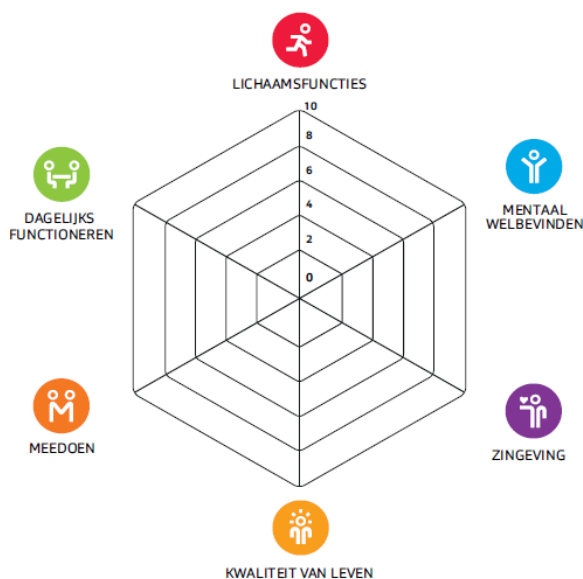 LICHAAMSFUNCTIES
10
8
6
4
2
0
MENTAAL
WELBEVINDEN
ZINGEVING
KWALITEIT VAN LEVEN
MEEDOEN
DAGELIJKS
FUNCTIONEREN